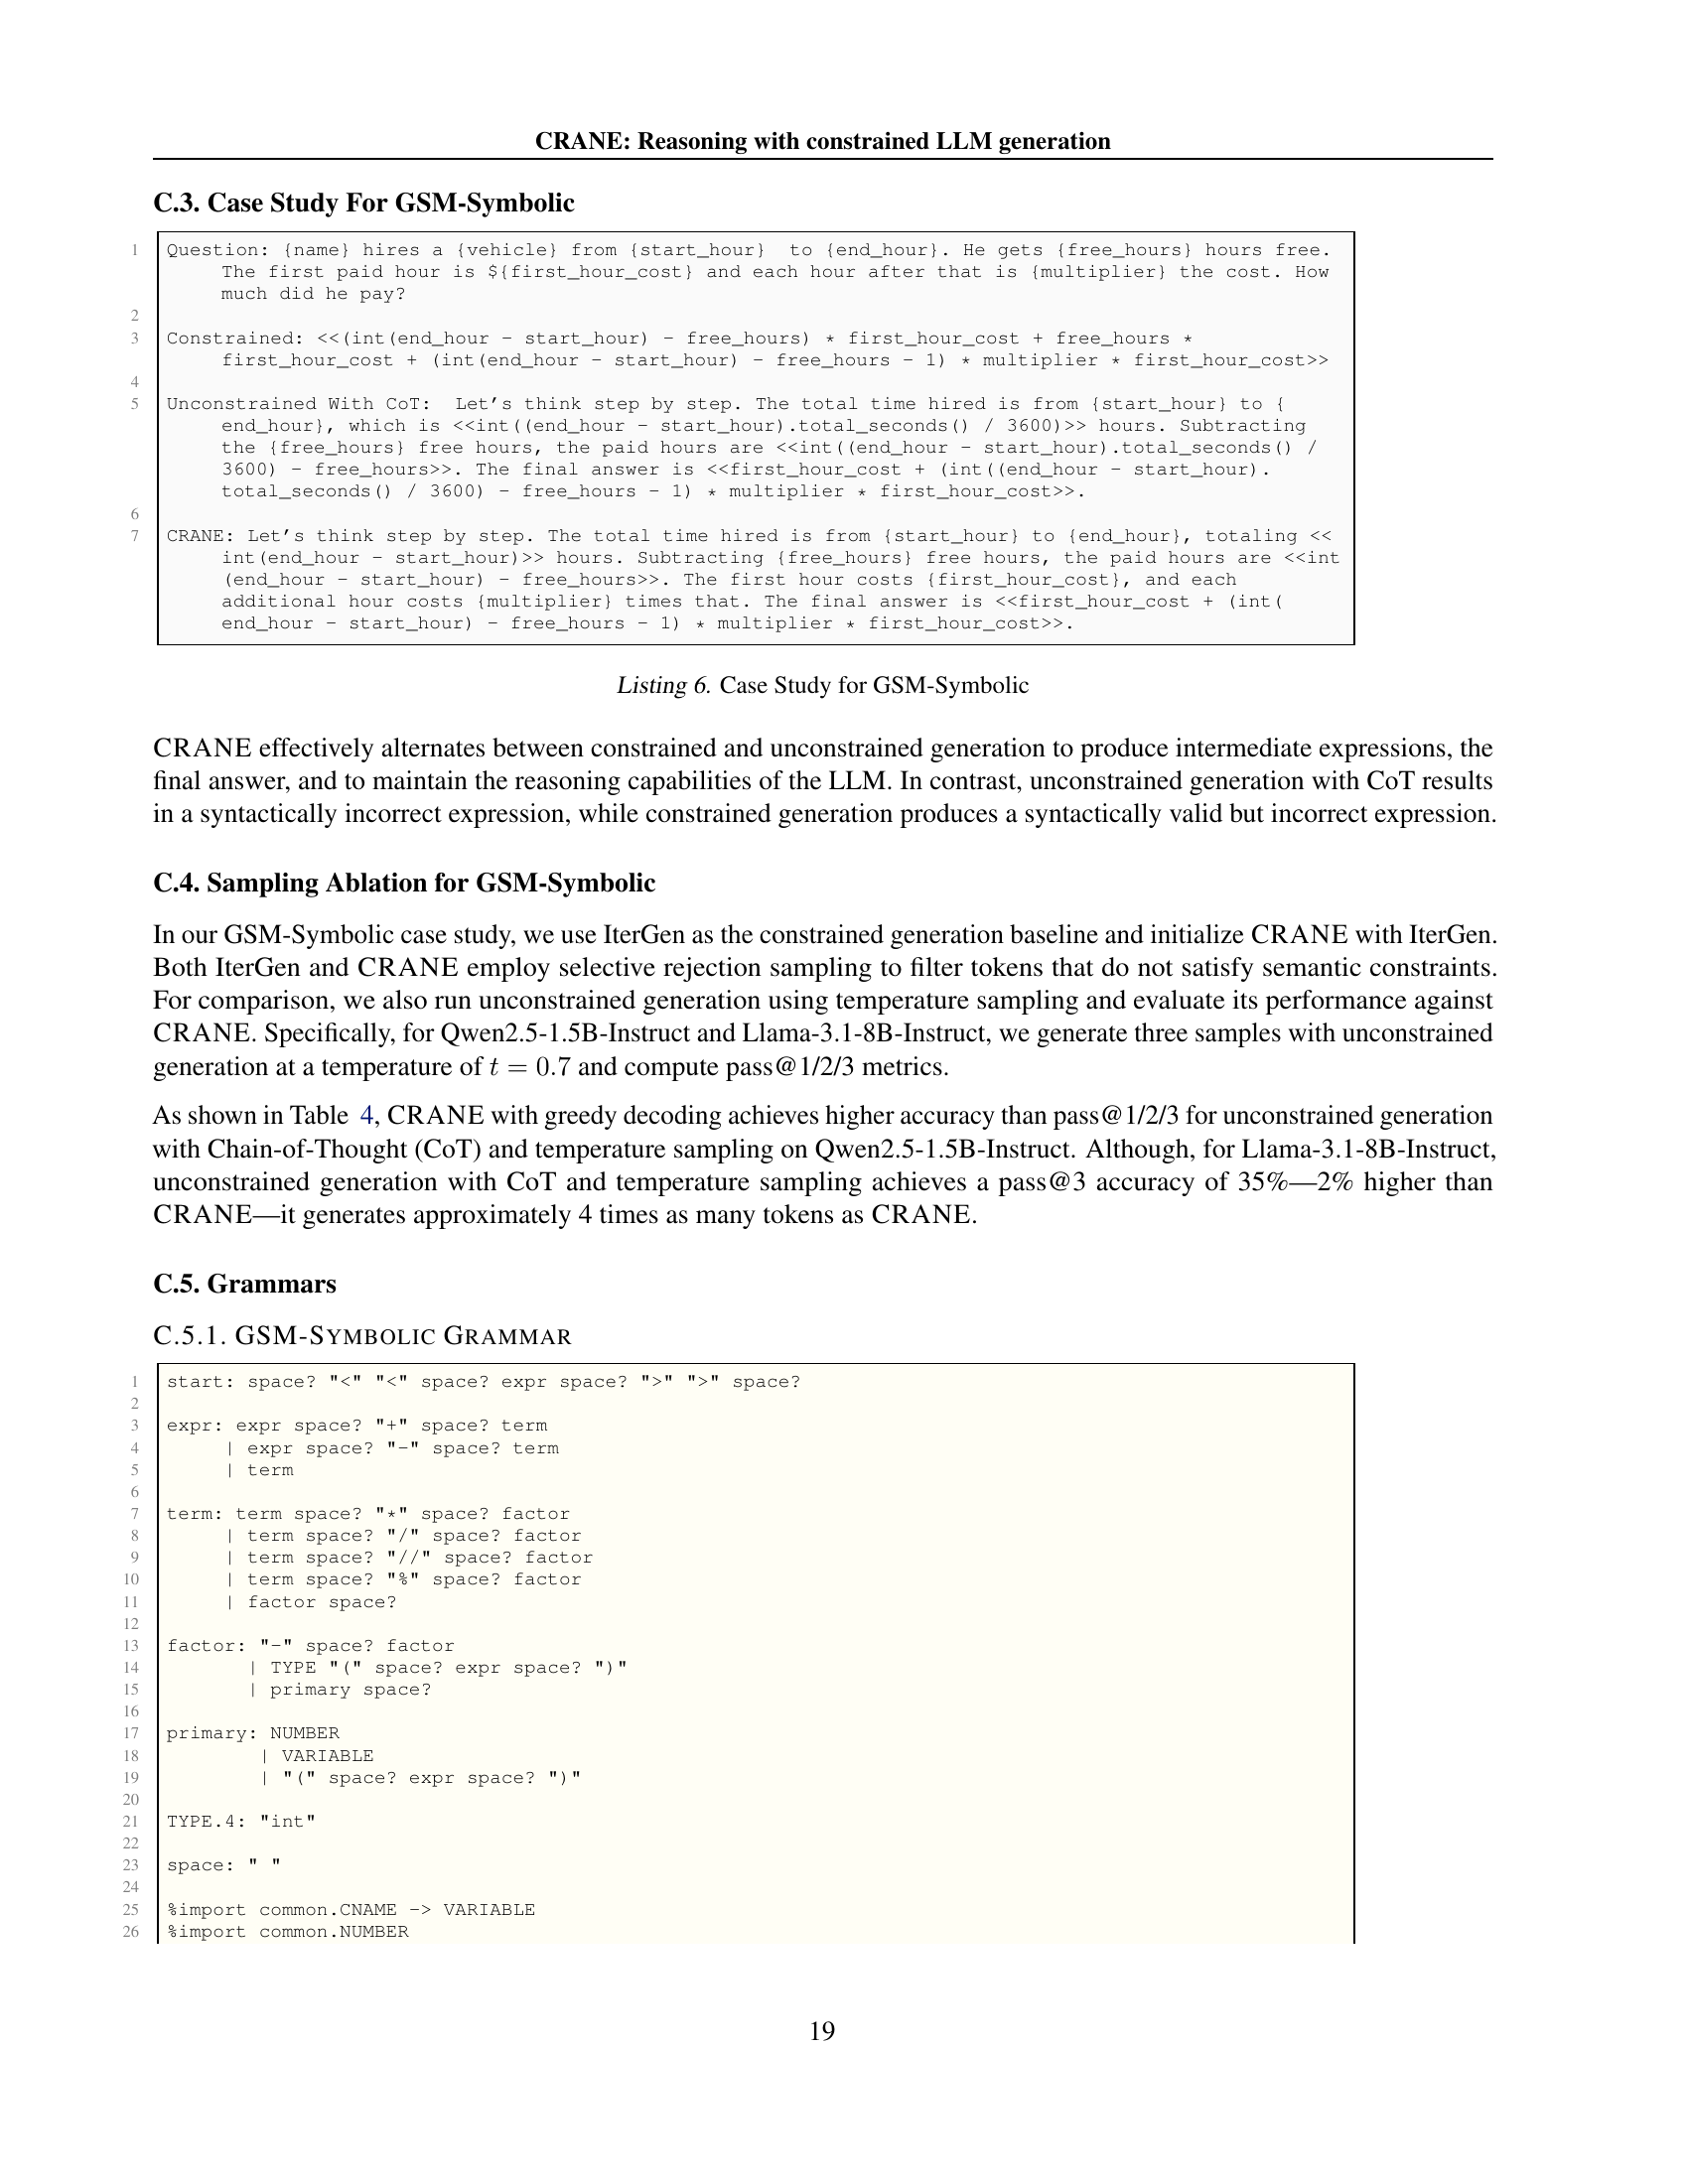 CRANE: Reasoning with constrained LLM generation
C.3. Case Study For GSM-Symbolic
1 Question: {name} hires a {vehicle} from {start_hour}  to {end_hour}. He gets {free_hours} hours free.
The first paid hour is ${first_hour_cost} and each hour after that is {multiplier} the cost. How
much did he pay?
2
3 Constrained: <<(int(end_hour - start_hour) - free_hours) * first_hour_cost + free_hours *
first_hour_cost + (int(end_hour - start_hour) - free_hours - 1) * multiplier * first_hour_cost>>
4
5 Unconstrained With CoT:  Let's think step by step. The total time hired is from {start_hour} to {
end_hour}, which is <<int((end_hour - start_hour).total_seconds() / 3600)>> hours. Subtracting
the {free_hours} free hours, the paid hours are <<int((end_hour - start_hour).total_seconds() /
3600) - free_hours>>. The final answer is <<first_hour_cost + (int((end_hour - start_hour).
total_seconds() / 3600) - free_hours - 1) * multiplier * first_hour_cost>>.
6
7 CRANE: Let's think step by step. The total time hired is from {start_hour} to {end_hour}, totaling <<
int(end_hour - start_hour)>> hours. Subtracting {free_hours} free hours, the paid hours are <<int
(end_hour - start_hour) - free_hours>>. The first hour costs {first_hour_cost}, and each
additional hour costs {multiplier} times that. The final answer is <<first_hour_cost + (int(
end_hour - start_hour) - free_hours - 1) * multiplier * first_hour_cost>>.
Listing 6. Case Study for GSM-Symbolic
CRANE effectively alternates between constrained and unconstrained generation to produce intermediate expressions, the
final answer, and to maintain the reasoning capabilities of the LLM. In contrast, unconstrained generation with CoT results
in a syntactically incorrect expression, while constrained generation produces a syntactically valid but incorrect expression.
C.4. Sampling Ablation for GSM-Symbolic
In our GSM-Symbolic case study, we use IterGen as the constrained generation baseline and initialize CRANE with IterGen.
Both IterGen and CRANE employ selective rejection sampling to filter tokens that do not satisfy semantic constraints.
For comparison, we also run unconstrained generation using temperature sampling and evaluate its performance against
CRANE. Specifically, for Qwen2.5-1.5B-Instruct and Llama-3.1-8B-Instruct, we generate three samples with unconstrained
generation at a temperature of t = 0.7 and compute pass@1/2/3 metrics.
As shown in Table 4, CRANE with greedy decoding achieves higher accuracy than pass@1/2/3 for unconstrained generation
with Chain-of-Thought (CoT) and temperature sampling on Qwen2.5-1.5B-Instruct. Although, for Llama-3.1-8B-Instruct,
unconstrained generation with CoT and temperature sampling achieves a pass@3 accuracy of 35%—2% higher than
CRANE—it generates approximately 4 times as many tokens as CRANE.
C.5. Grammars
C.5.1. GSM-SYMBOLIC GRAMMAR
1 start: space? "<" "<" space? expr space? ">" ">" space?
2
3 expr: expr space? "+" space? term
4 | expr space? "-" space? term
5 | term
6
7 term: term space? "*" space? factor
8 | term space? "/" space? factor
9 | term space? "//" space? factor
10 | term space? "%" space? factor
11 | factor space?
12
13 factor: "-" space? factor
14 | TYPE "(" space? expr space? ")"
15 | primary space?
16
17 primary: NUMBER
18 | VARIABLE
19 | "(" space? expr space? ")"
20
21 TYPE.4: "int"
22
23 space: " "
24
25 %import common.CNAME -> VARIABLE
26 %import common.NUMBER
19